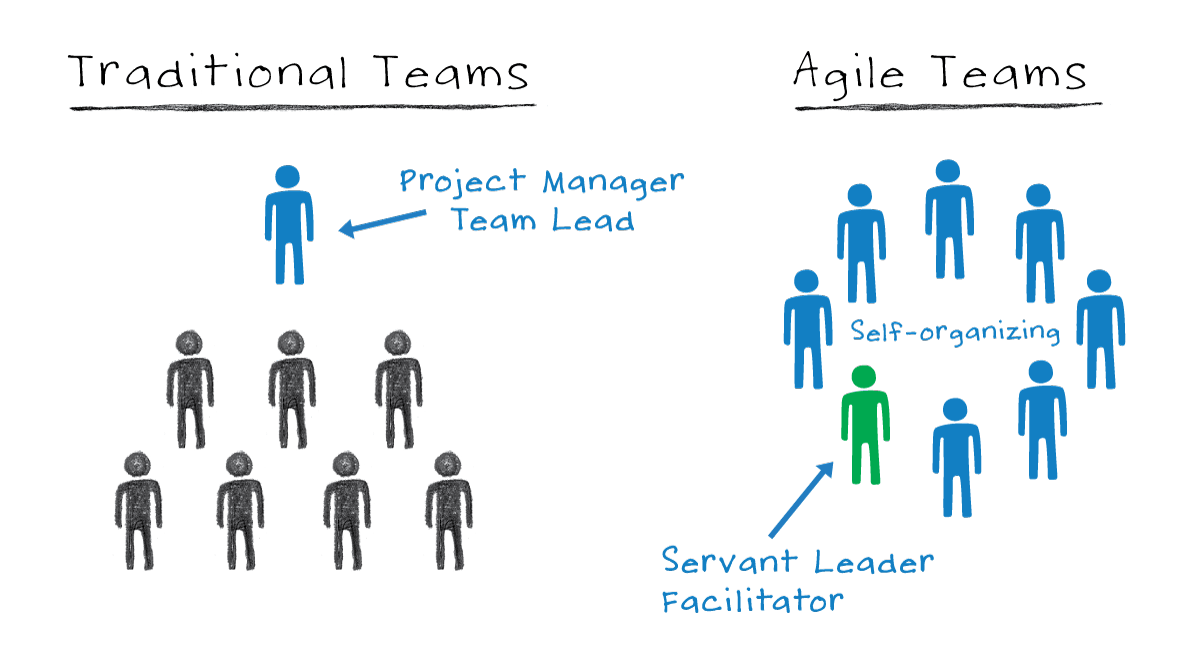 Traditional Teams
Project Manager
Team Lead
Agile Teams
Self-organizing
Servant Leader
Facilitator